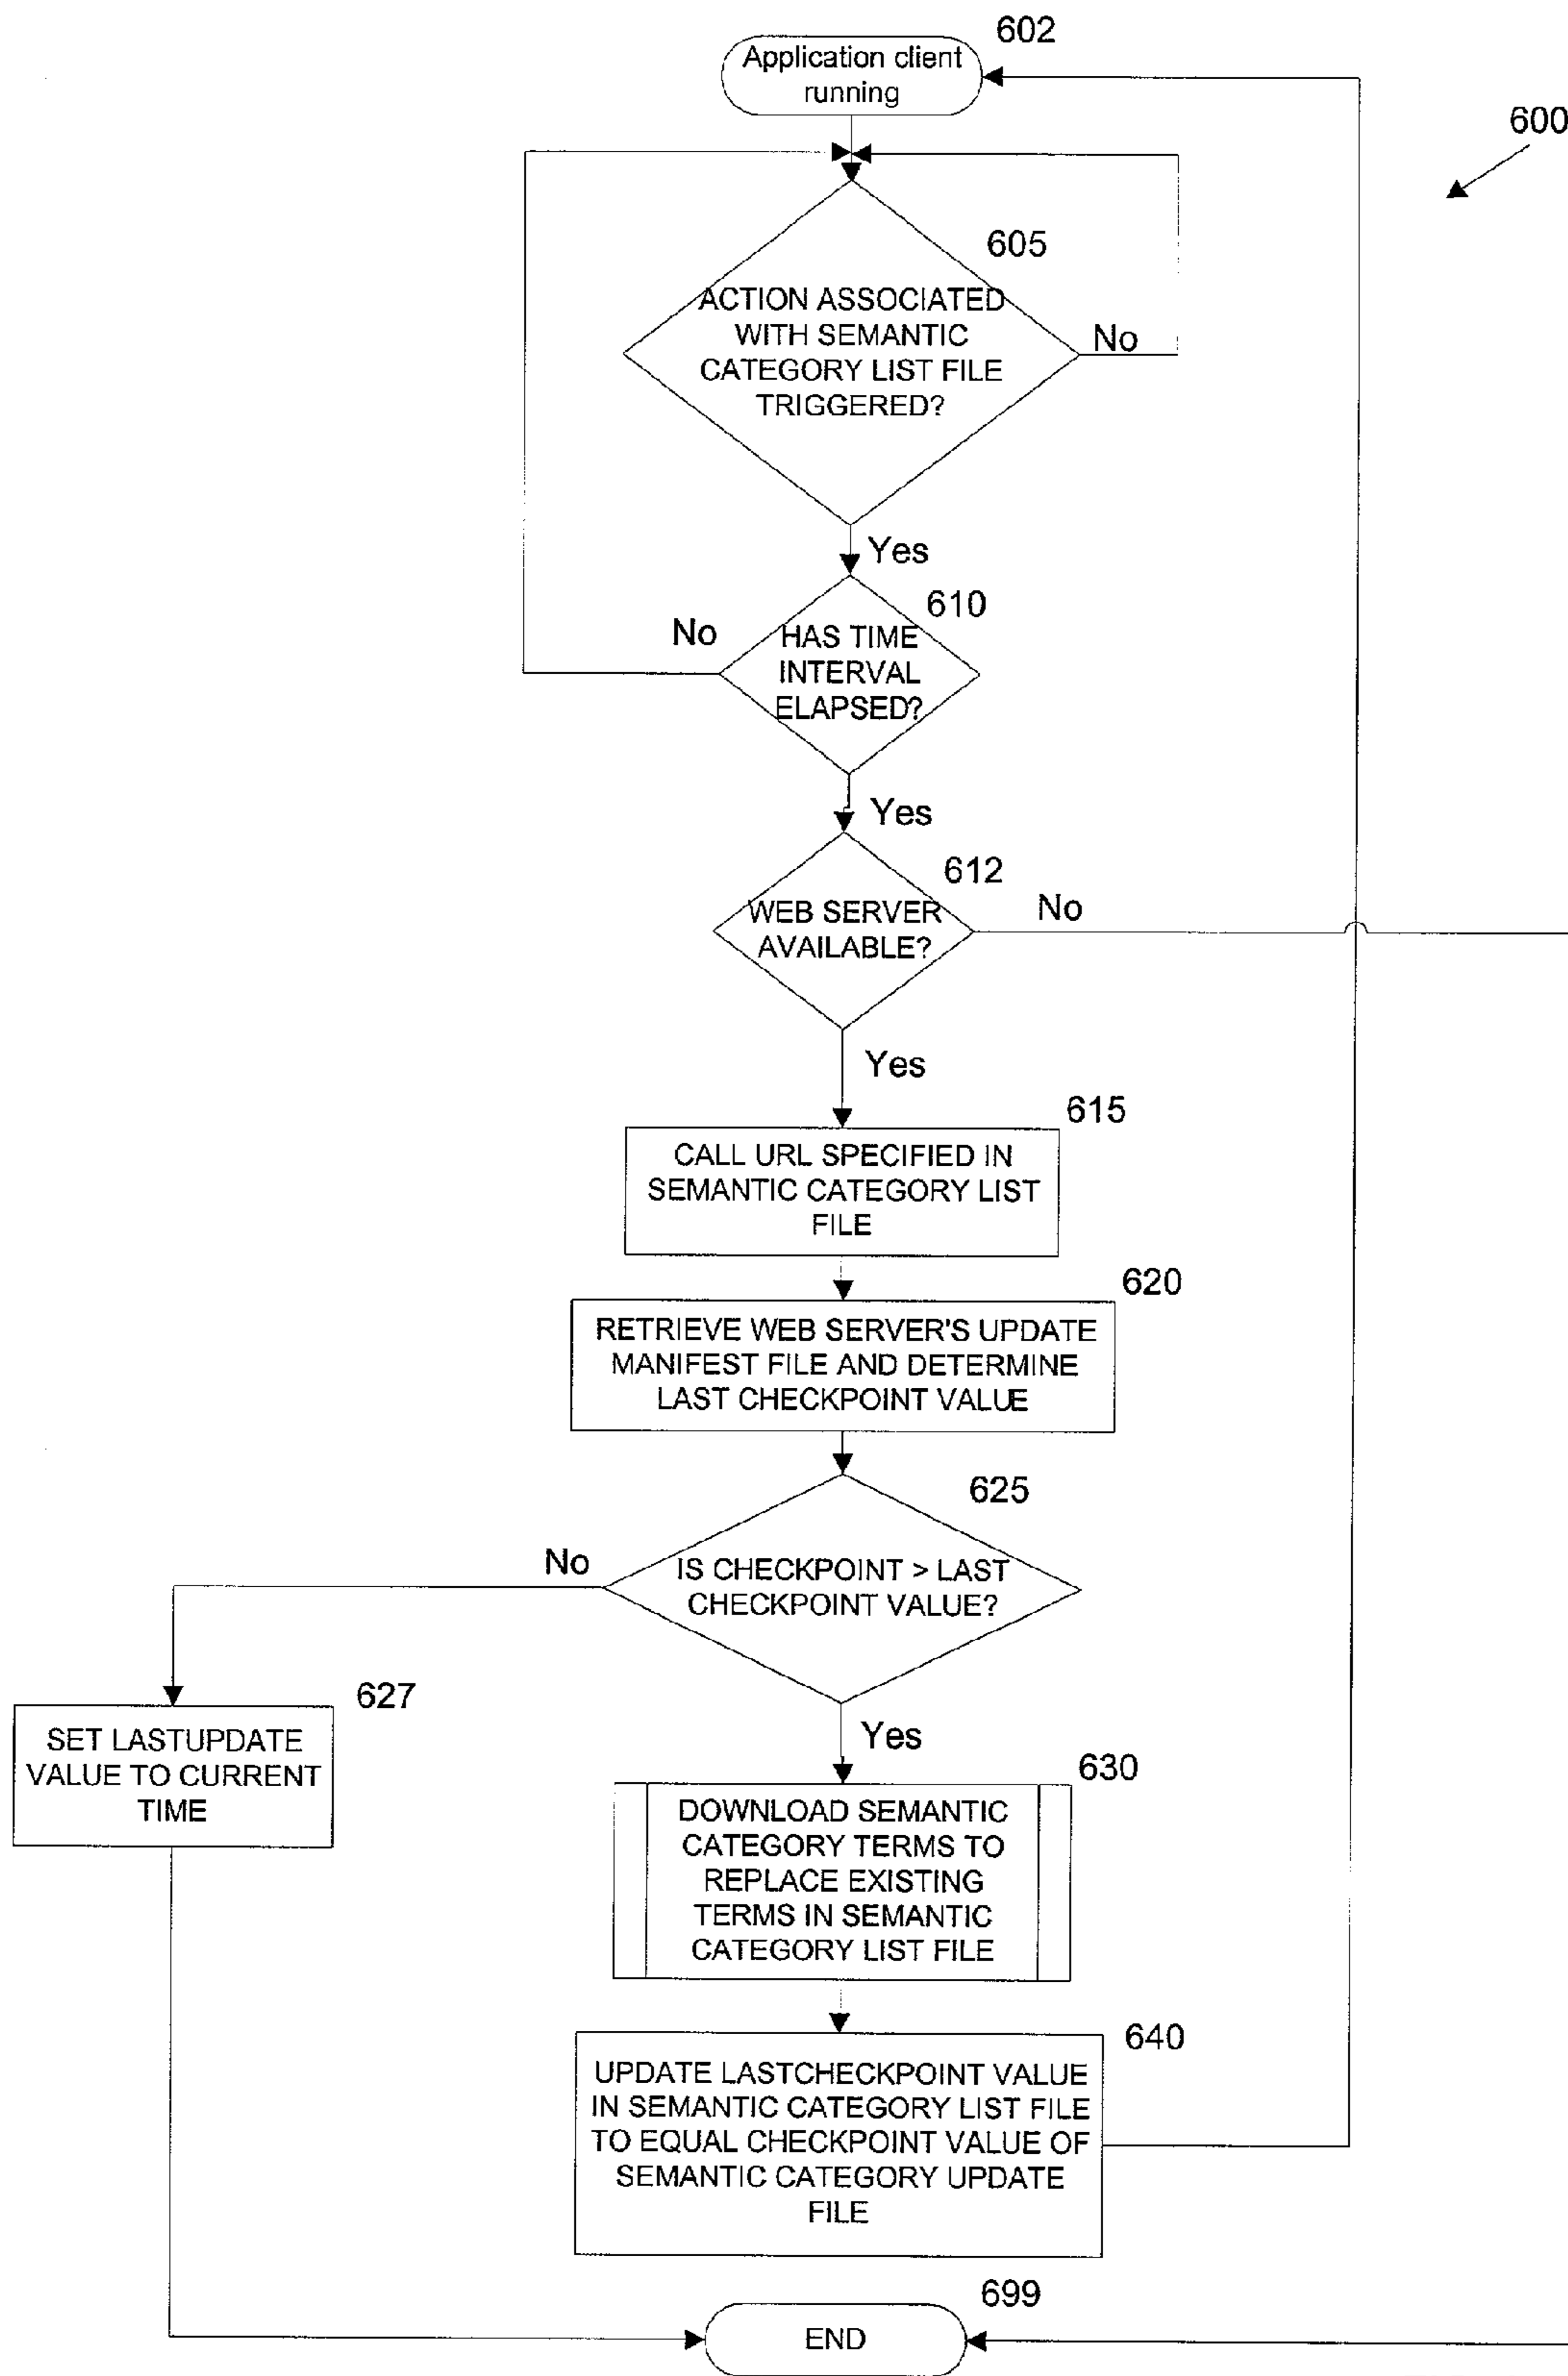 602
Application client
running
600
605
ACTION ASSOCIATED
WITH SEMANTIC
CATEGORY LIST FILE
TRIGGERED?
No
Yes
610
No
HAS TIME
INTERVAL
ELAPSED?
Yes
612
WEB SERVER
AVAILABLE?
No
Yes
615
CALL URL SPECIFIED IN
SEMANTIC CATEGORY LIST
FILE
620
RETRIEVE WEB SERVER'S UPDATE
MANIFEST FILE AND DETERMINE
LAST CHECKPOINT VALUE
625
No
IS CHECKPOINT > LAST
CHECKPOINT VALUE?
627
SET LASTUPDATE
VALUE TO CURRENT
TIME
Yes
630
DOWNLOAD SEMANTIC
CATEGORY TERMS TO
REPLACE EXISTING
TERMS IN SEMANTIC
CATEGORY LIST FILE
640
UPDATE LASTCHECKPOINT VALUE
IN SEMANTIC CATEGORY LIST FILE
TO EQUAL CHECKPOINT VALUE OF
SEMANTIC CATEGORY UPDATE
FILE
699
END